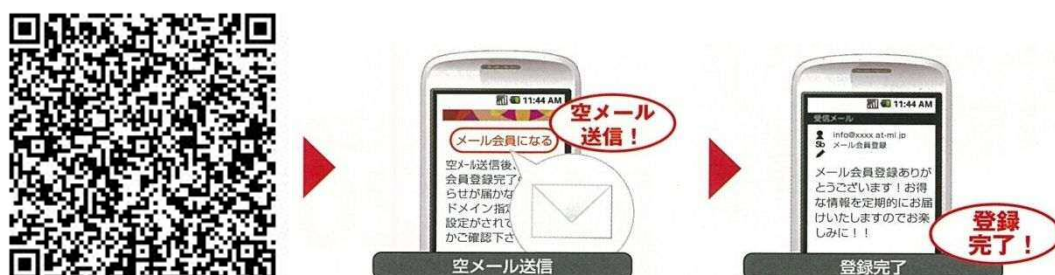 11:44 AM
空メール
送信！
メール会員になる
空メール送信後、
会員登録完了
らせが届かな
ドメイン指定
設定がされて
かご確認下さ
空メール送信
11:44 AM
受信メール
info@xxxx.at-ml.jp
メール会員登録
メール会員登録ありが
とうございます！お得
な情報を定期的にお届
けいたしますのでお楽
しみに！！
登録
完了！
登録完了